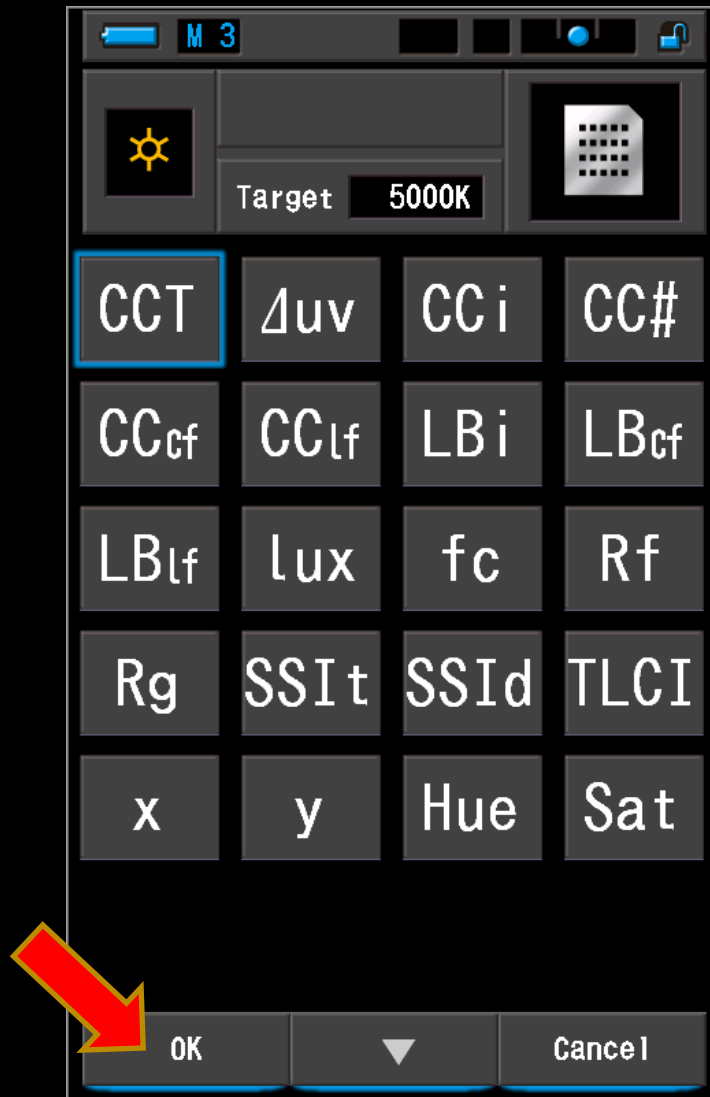 M 3
Target 5000K
CCT ⊿uv CCi CC#
CCcf CClf LBi LBcf
LBlf lux fc Rf
Rg SSIt SSId TLCI
x y Hue Sat
OK ▼ Cancel